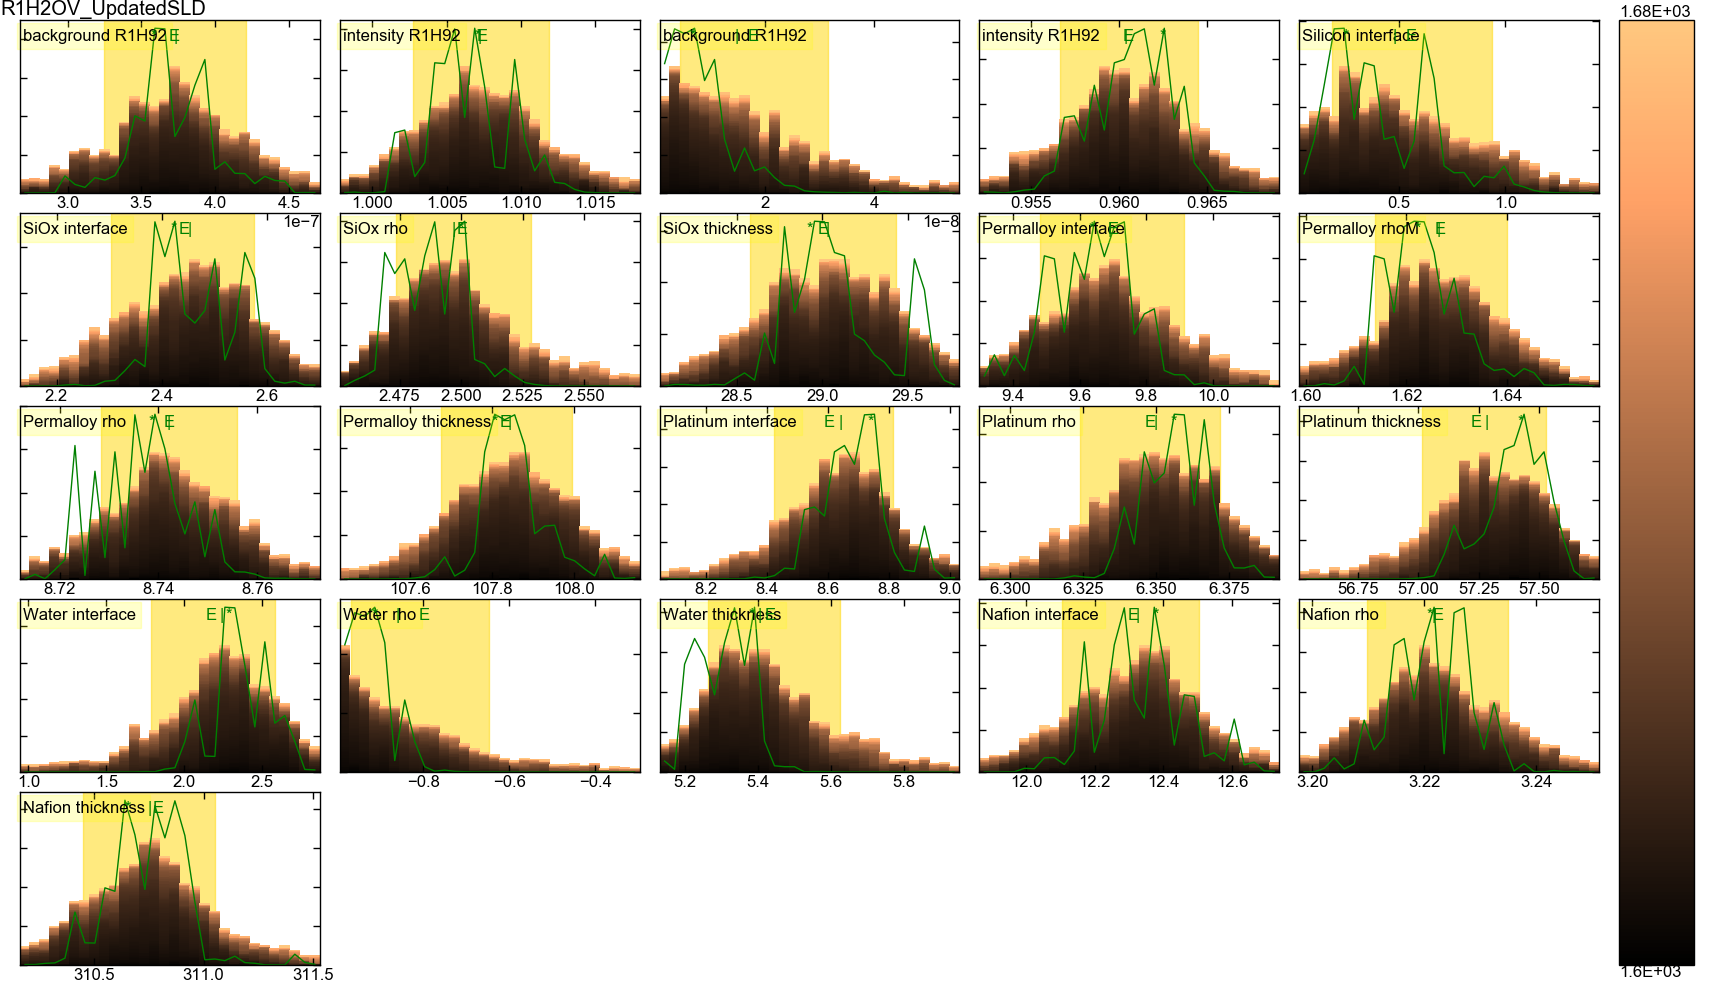 R1H2OV_UpdatedSLD
1.68E+03
background R1H92 E|
intensity R1H92 * |E
background R1H92 * | E
intensity R1H92 |E *
Silicon interface * | E
3.0 3.5 4.0 4.5
1.000 1.005 1.010 1.015
2 4
0.955 0.960 0.965
0.5 1.0
1e-7
1e-8
SiOx interface * E|
SiOx rho *|E
SiOx thickness * E|
Permalloy interface * E|
Permalloy rhoM * |E
2.2 2.4 2.6
2.475 2.500 2.525 2.550
28.5 29.0 29.5
9.4 9.6 9.8 10.0
1.60 1.62 1.64
Permalloy rho * |E
Permalloy thickness * E|
Platinum interface E | *
Platinum rho E| *
Platinum thickness E | *
8.72 8.74 8.76
107.6 107.8 108.0
8.2 8.4 8.6 8.8 9.0
6.300 6.325 6.350 6.375
56.75 57.00 57.25 57.50
Water interface E | *
Water rho * | E
Water thickness * | E
Nafion interface E| *
Nafion rho * |E
1.0 1.5 2.0 2.5
−0.8 −0.6 −0.4
5.2 5.4 5.6 5.8
12.0 12.2 12.4 12.6
3.20 3.22 3.24
Nafion thickness * |E
310.5 311.0 311.5
1.6E+03